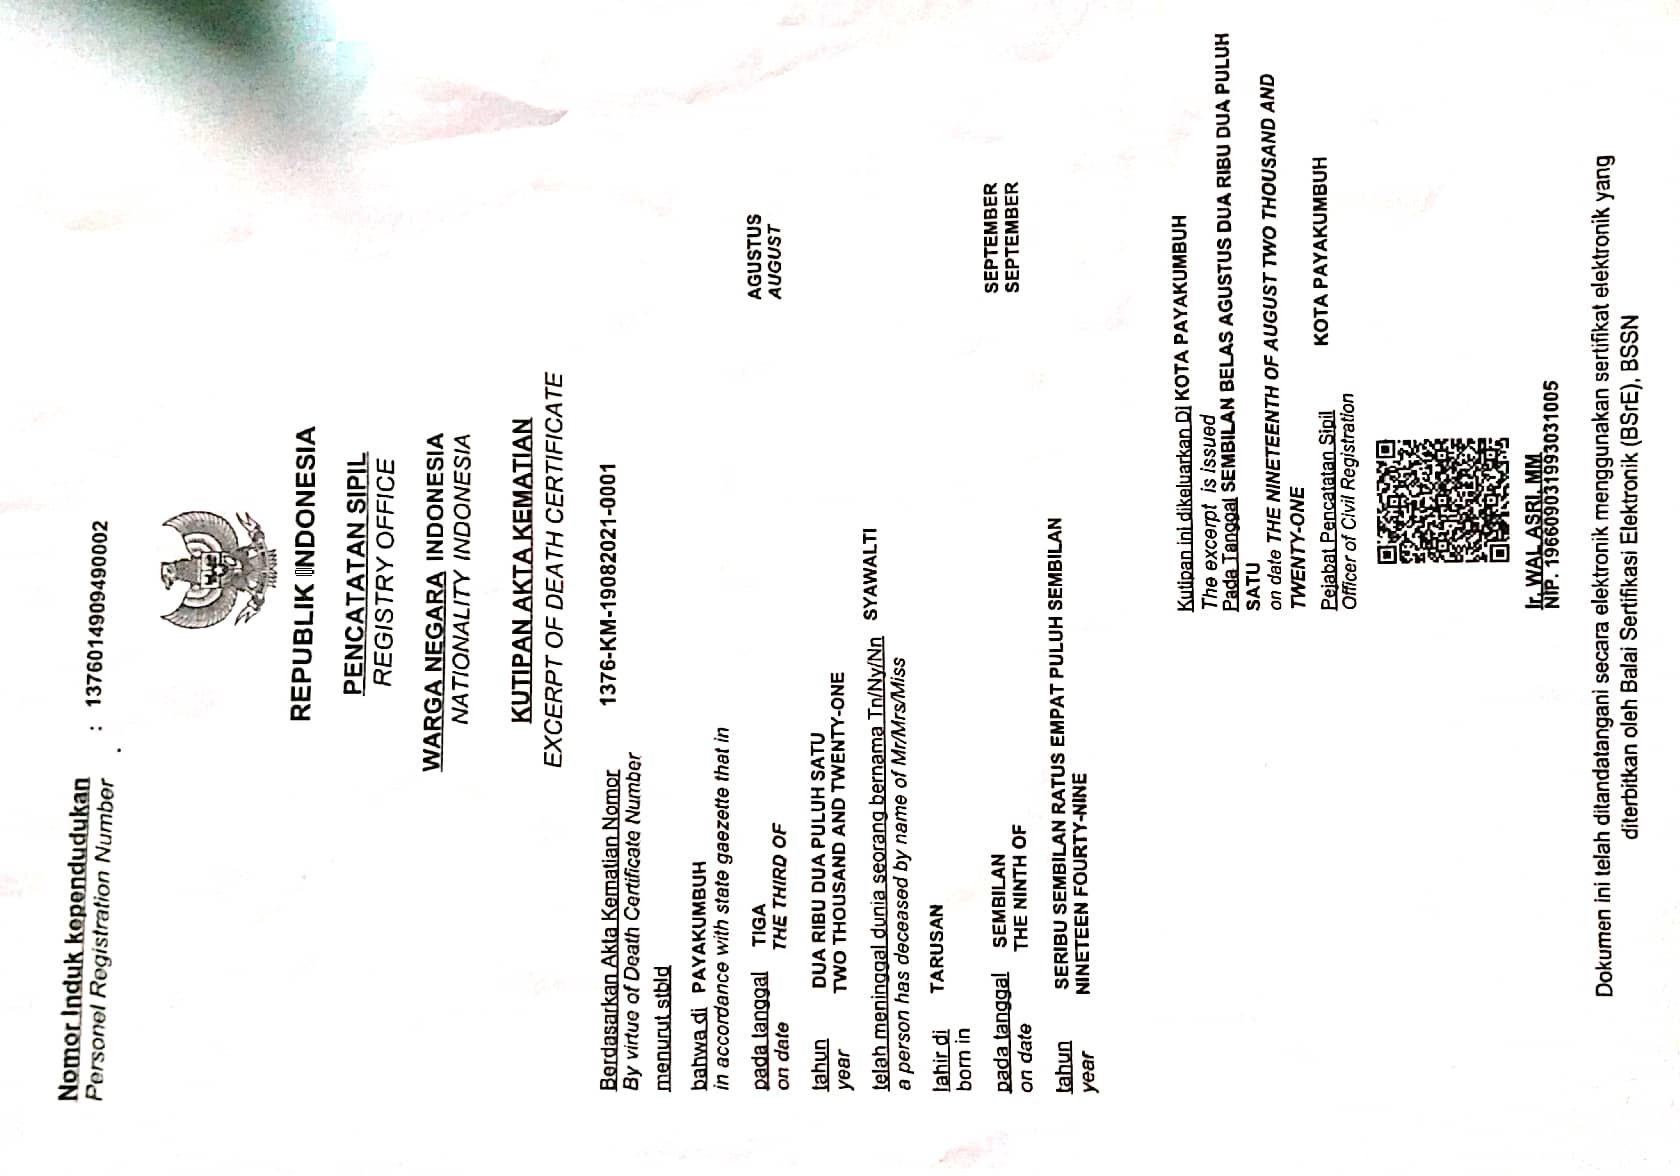 Nomor Induk kependudukan : 1376014909490002
Personel Registration Number
REPUBLIK INDONESIA
PENCATATAN SIPIL
REGISTRY OFFICE
WARGA NEGARA INDONESIA
NATIONALITY INDONESIA
KUTIPAN AKTA KEMATIAN
EXCERPT OF DEATH CERTIFICATE
Berdasarkan Akta Kematian Nomor 1376-KM-19082021-0001
By virtue of Death Certificate Number
menurut stbld
bahwa di PAYAKUMBUH
in accordance with state gaezette that in
pada tanggal TIGA AGUSTUS
on date THE THIRD OF AUGUST
tahun DUA RIBU DUA PULUH SATU
year TWO THOUSAND AND TWENTY-ONE
telah meninggal dunia seorang bernama Tn/Ny/Nn SYAWALTI
a person has deceased by name of Mr/Mrs/Miss
lahir di TARUSAN
born in
pada tanggal SEMBILAN SEPTEMBER
on date THE NINTH OF SEPTEMBER
tahun SERIBU SEMBILAN RATUS EMPAT PULUH SEMBILAN
year NINETEEN FOURTY-NINE
Kutipan ini dikeluarkan Di KOTA PAYAKUMBUH
The excerpt is issued
Pada Tanggal SEMBILAN BELAS AGUSTUS DUA RIBU DUA PULUH
SATU
on date THE NINETEENTH OF AUGUST TWO THOUSAND AND
TWENTY-ONE
Pejabat Pencatatan Sipil KOTA PAYAKUMBUH
Officer of Civil Registration
Ir. WAL ASRI, MM
NIP. 196609031993031005
Dokumen ini telah ditandatangani secara elektronik menggunakan sertifikat elektronik yang
diterbitkan oleh Balai Sertifikasi Elektronik (BSrE), BSSN